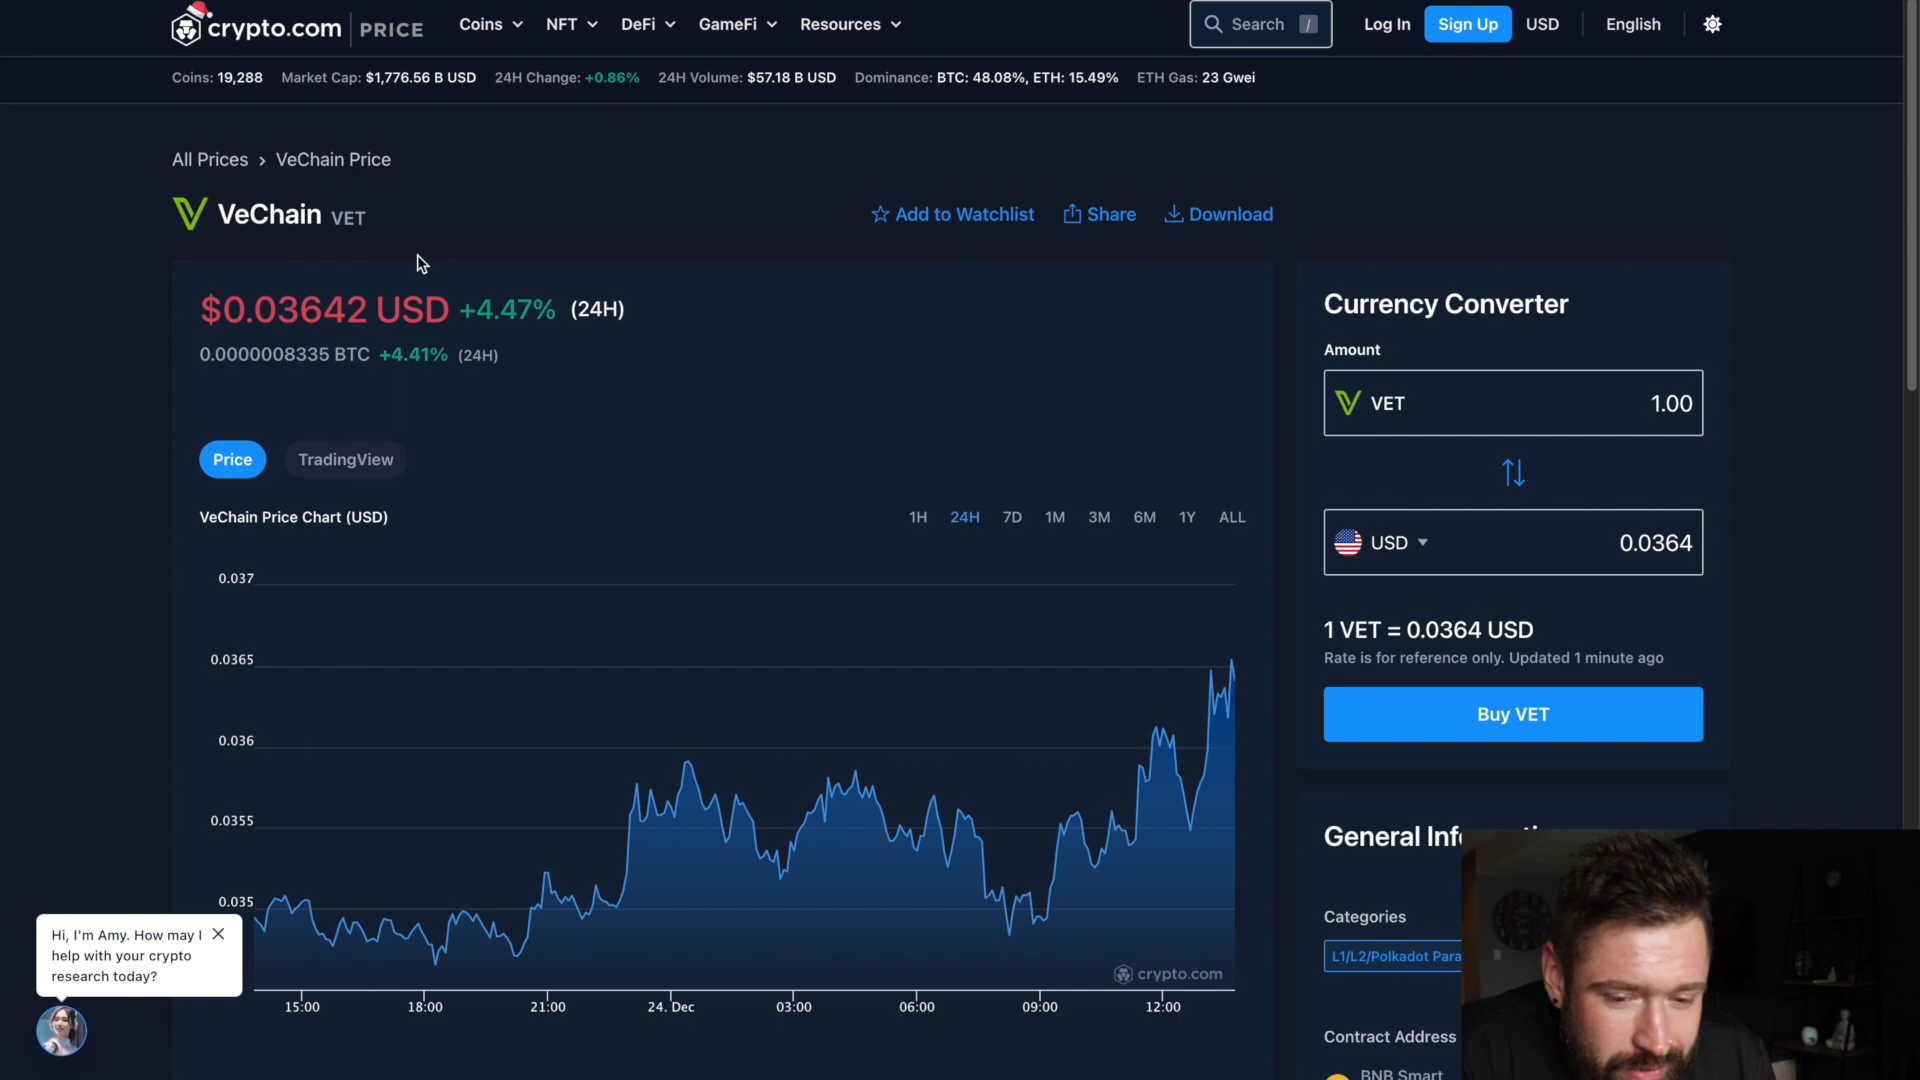 crypto.com | PRICE
Coins NFT DeFi GameFi Resources Search / Log In Sign Up USD English
Coins: 19,288 Market Cap: $1,776.56 B USD 24H Change: +0.86% 24H Volume: $57.18 B USD Dominance: BTC: 48.08%, ETH: 15.49% ETH Gas: 23 Gwei
All Prices > VeChain Price
VeChain VET
Add to Watchlist Share Download
$0.03642 USD +4.47% (24H)
0.0000008335 BTC +4.41% (24H)
Price TradingView
VeChain Price Chart (USD)
1H 24H 7D 1M 3M 6M 1Y ALL
0.037
0.0365
0.036
0.0355
0.035
crypto.com
15:00 18:00 21:00 24. Dec 03:00 06:00 09:00 12:00
Hi, I'm Amy. How may I
help with your crypto
research today?
Currency Converter
Amount
VET 1.00
USD 0.0364
1 VET = 0.0364 USD
Rate is for reference only. Updated 1 minute ago
Buy VET
General
Categories
L1/L2/Polkadot
Contract Address
BNB Smart